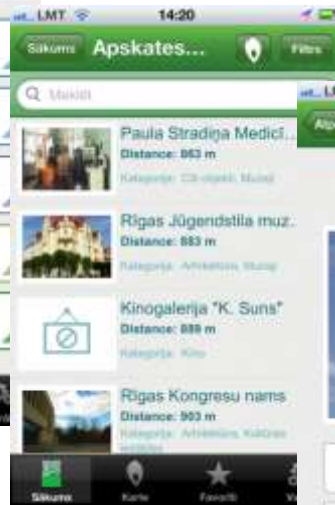 LMT 14:20
Sākums Apskates... Filtrs
Meklēt
Paula Stradiņa Medicī..
Distance: 863 m
Kategorija: Citi objekti, Muzeji
Rīgas Jūgendstila muz..
Distance: 883 m
Kategorija: Arhitektūra, Muzeji
Kinogalerija "K. Suns"
Distance: 889 m
Kategorija: Kino
Rīgas Kongresu nams
Distance: 903 m
Kategorija: Arhitektūra, Kultūras
Sākums Karte Favorīti